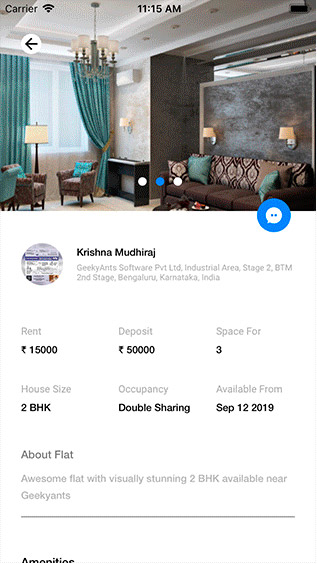 Carrier 11:15 AM
Krishna Mudhiraj
GeekyAnts Software Pvt Ltd, Industrial Area, Stage 2, BTM
2nd Stage, Bengaluru, Karnataka, India
Rent Deposit Space For
₹ 15000 ₹ 50000 3
House Size Occupancy Available From
2 BHK Double Sharing Sep 12 2019
About Flat
Awesome flat with visually stunning 2 BHK available near
Geekyants
Amenities